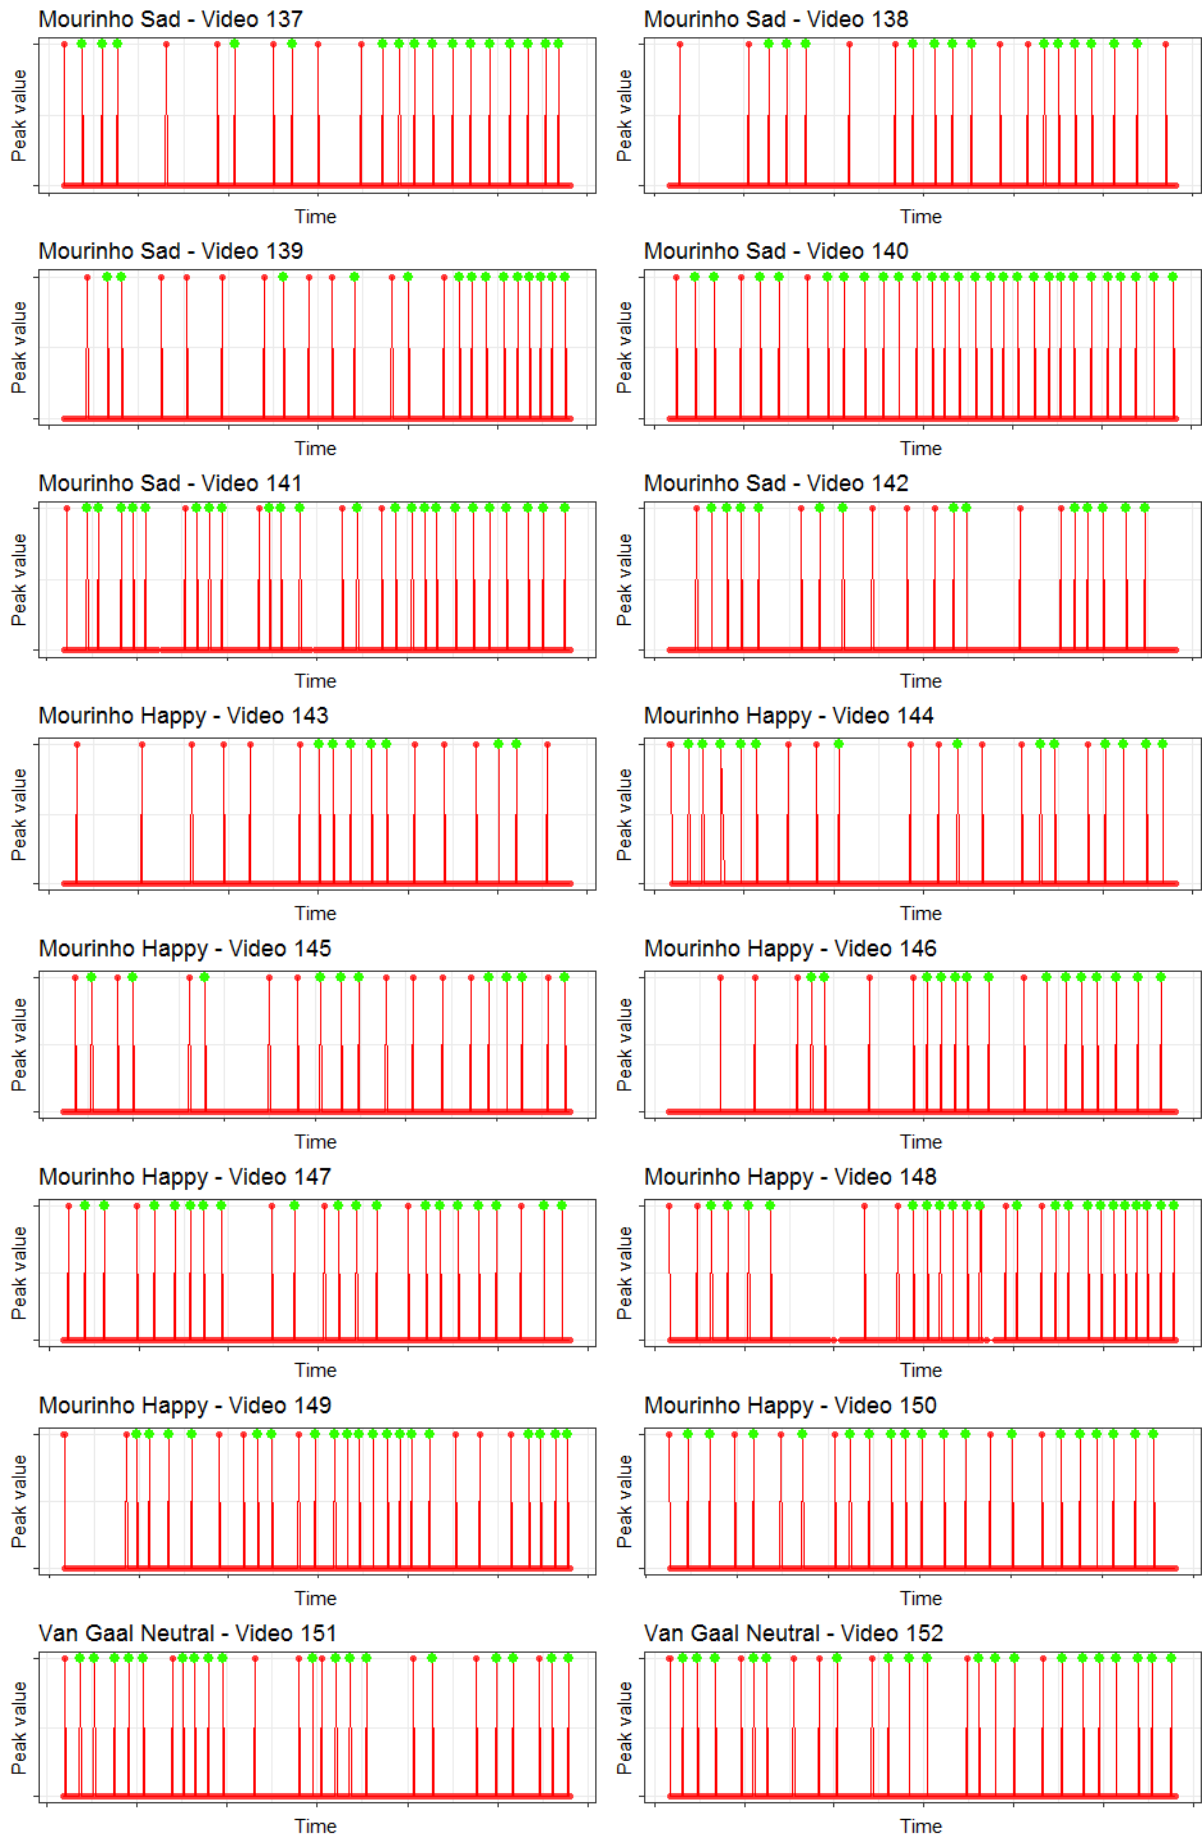 Mourinho Sad - Video 137
Peak value
Time
Mourinho Sad - Video 138
Peak value
Time
Mourinho Sad - Video 139
Peak value
Time
Mourinho Sad - Video 140
Peak value
Time
Mourinho Sad - Video 141
Peak value
Time
Mourinho Sad - Video 142
Peak value
Time
Mourinho Happy - Video 143
Peak value
Time
Mourinho Happy - Video 144
Peak value
Time
Mourinho Happy - Video 145
Peak value
Time
Mourinho Happy - Video 146
Peak value
Time
Mourinho Happy - Video 147
Peak value
Time
Mourinho Happy - Video 148
Peak value
Time
Mourinho Happy - Video 149
Peak value
Time
Mourinho Happy - Video 150
Peak value
Time
Van Gaal Neutral - Video 151
Peak value
Time
Van Gaal Neutral - Video 152
Peak value
Time